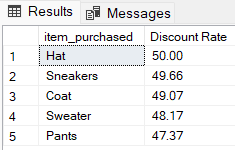 Results Messages
item_purchased Discount Rate
1 Hat 50.00
2 Sneakers 49.66
3 Coat 49.07
4 Sweater 48.17
5 Pants 47.37